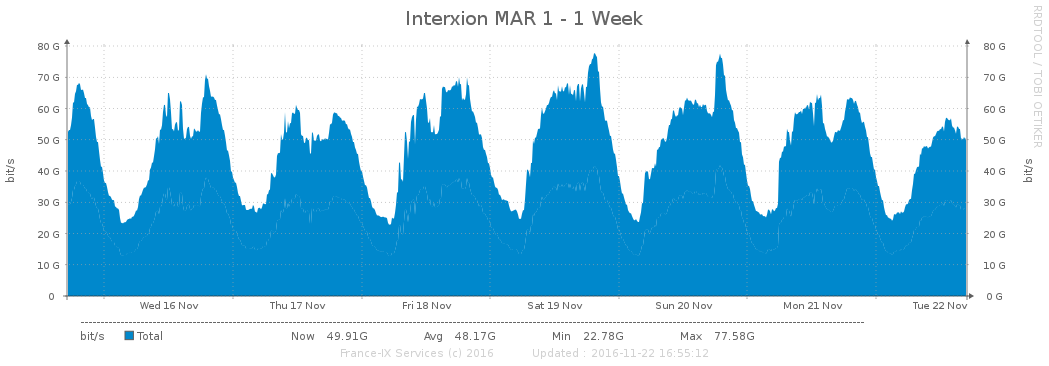 Interxion MAR 1 - 1 Week
RRDTOOL / TOBI OETIKER
bit/s
80 G 80 G
70 G 70 G
60 G 60 G
50 G 50 G
40 G 40 G
30 G 30 G
20 G 20 G
10 G 10 G
0 0 G
bit/s
Wed 16 Nov Thu 17 Nov Fri 18 Nov Sat 19 Nov Sun 20 Nov Mon 21 Nov Tue 22 Nov
bit/s Total Now 49.91G Avg 48.17G Min 22.78G Max 77.58G
France-IX Services (c) 2016 Updated : 2016-11-22 16:55:12